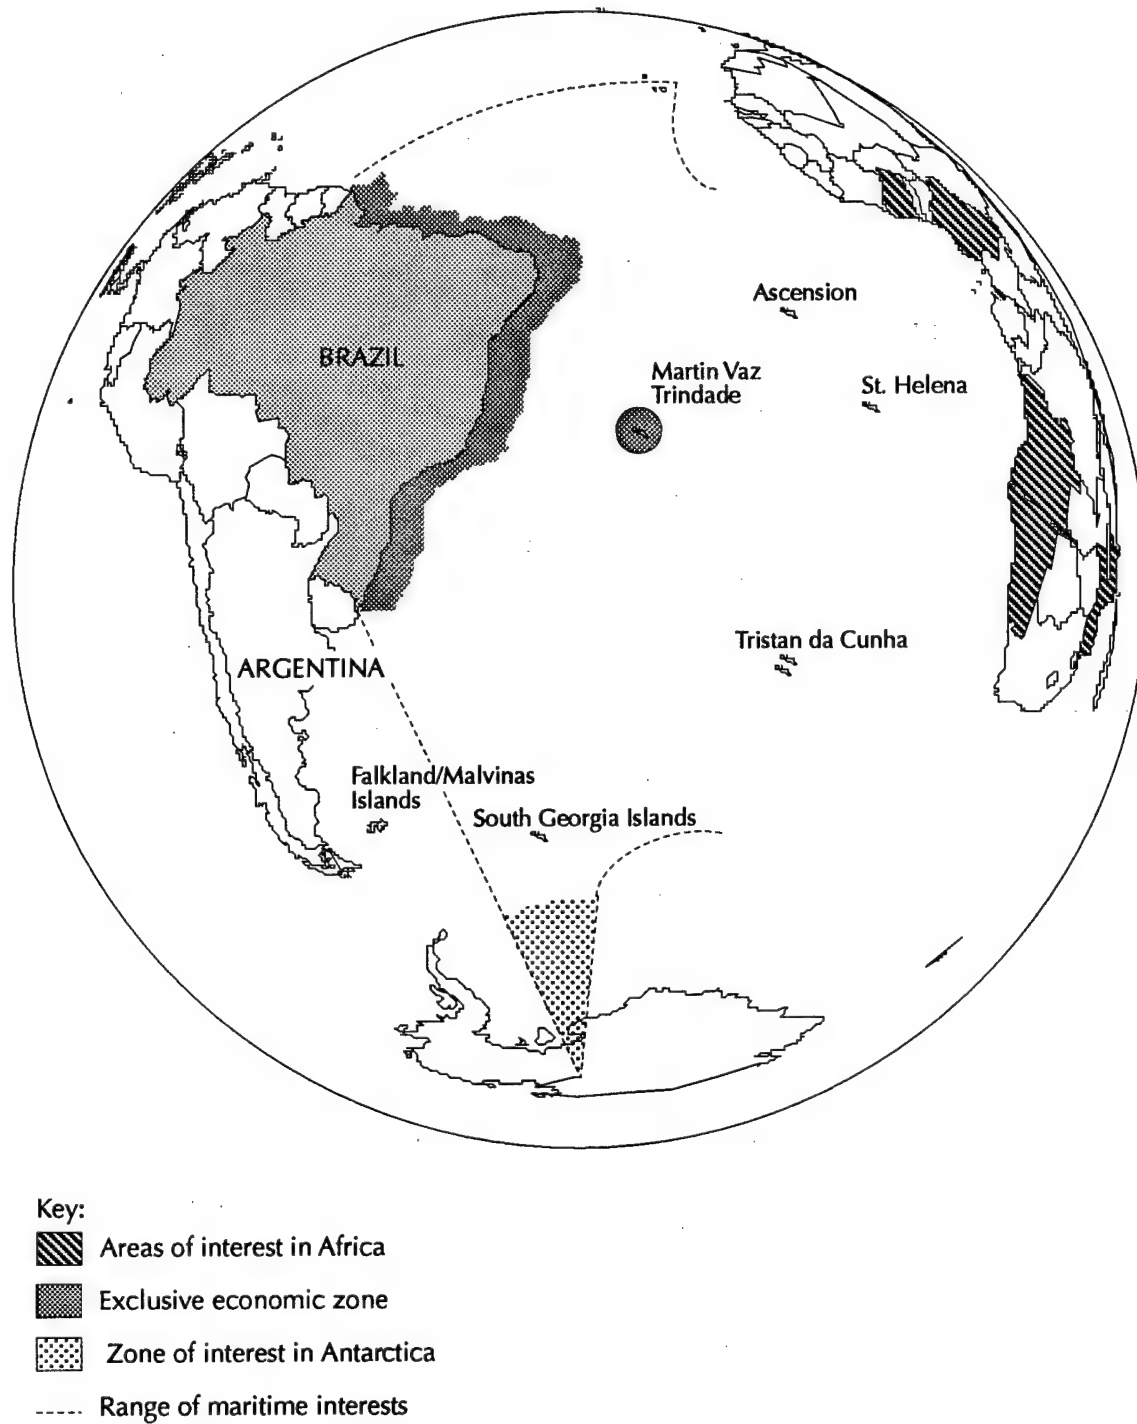 Ascension
BRAZIL
Martin Vaz
Trindade
St. Helena
Tristan da Cunha
ARGENTINA
Falkland/Malvinas
Islands
South Georgia Islands
Key:
Areas of interest in Africa
Exclusive economic zone
Zone of interest in Antarctica
Range of maritime interests